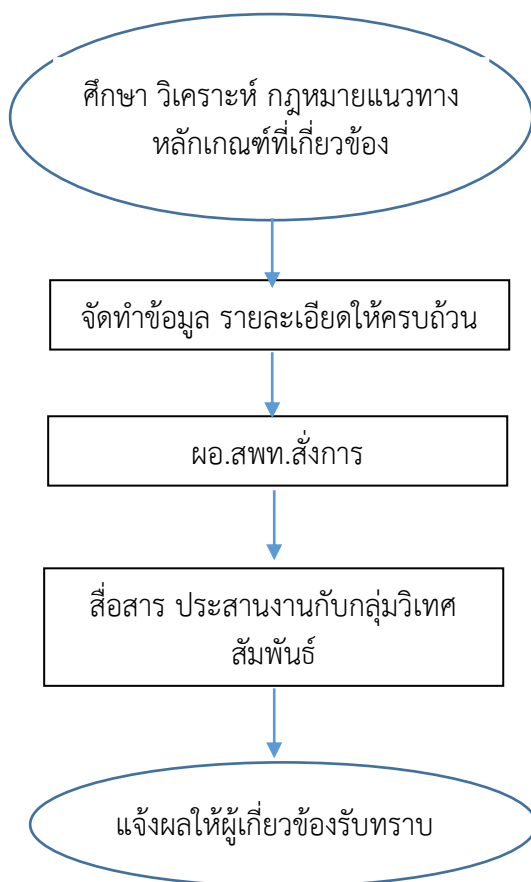 ศึกษา วิเคราะห์ กฎหมายแนวทาง
หลักเกณฑ์ที่เกี่ยวข้อง
จัดทำข้อมูล รายละเอียดให้ครบถ้วน
ผอ.สพท.สั่งการ
สื่อสาร ประสานงานกับกลุ่มวิเทศ
สัมพันธ์
แจ้งผลให้ผู้เกี่ยวข้องรับทราบ